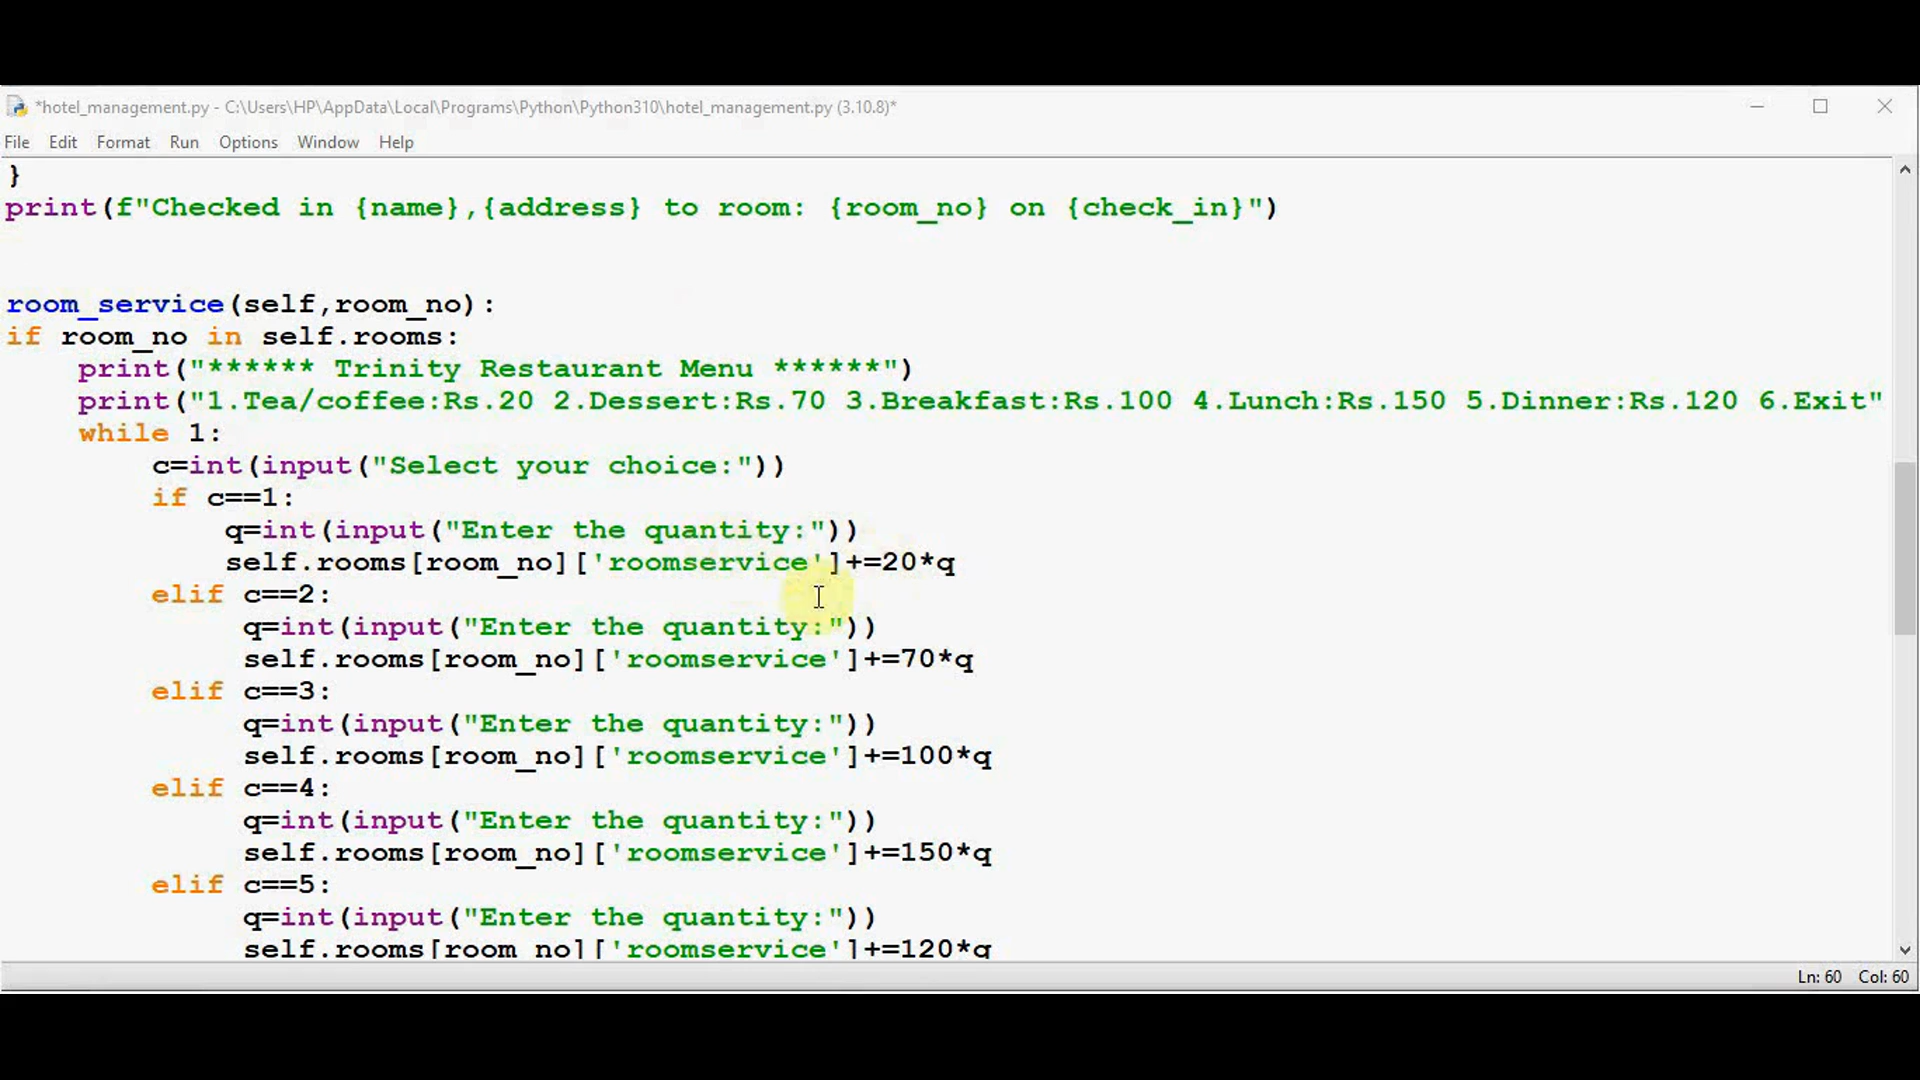 *hotel_management.py - C:\Users\HP\AppData\Local\Programs\Python\Python310\hotel_management.py (3.10.8)*
File Edit Format Run Options Window Help
}
print(f"Checked in {name},{address} to room: {room_no} on {check_in}")
room_service(self,room_no):
if room_no in self.rooms:
print("****** Trinity Restaurant Menu ******")
print("1.Tea/coffee:Rs.20 2.Dessert:Rs.70 3.Breakfast:Rs.100 4.Lunch:Rs.150 5.Dinner:Rs.120 6.Exit"
while 1:
c=int(input("Select your choice:"))
if c==1:
q=int(input("Enter the quantity:"))
self.rooms[room_no]['roomservice']+=20*q
elif c==2:
q=int(input("Enter the quantity:"))
self.rooms[room_no]['roomservice']+=70*q
elif c==3:
q=int(input("Enter the quantity:"))
self.rooms[room_no]['roomservice']+=100*q
elif c==4:
q=int(input("Enter the quantity:"))
self.rooms[room_no]['roomservice']+=150*q
elif c==5:
q=int(input("Enter the quantity:"))
self.rooms[room_no]['roomservice']+=120*q
Ln: 60 Col: 60